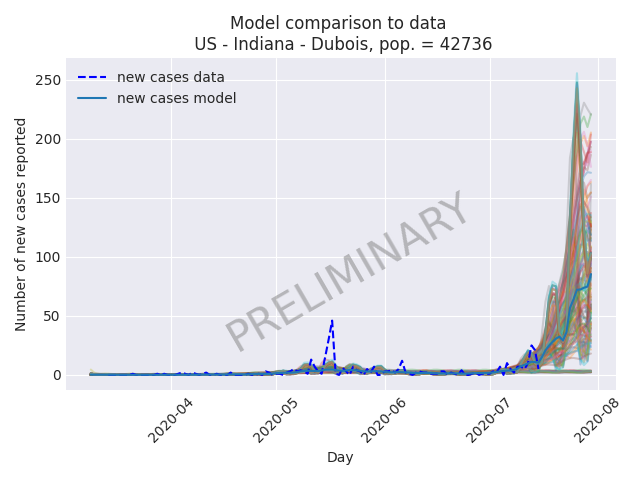 Model comparison to data
US - Indiana - Dubois, pop. = 42736
new cases data
new cases model
250
200
150
100
50
0
Number of new cases reported
PRELIMINARY
2020-04
2020-05
2020-06
2020-07
2020-08
Day